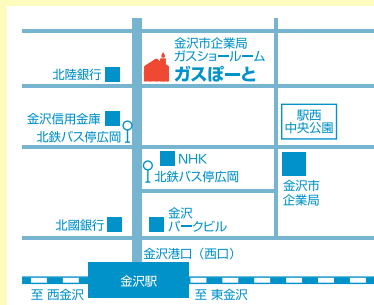 金沢市企業局
ガスショールーム
ガスぽーと
北陸銀行
金沢信用金庫
北鉄バス停広岡
駅西
中央公園
NHK
北鉄バス停広岡
金沢市
企業局
北國銀行
金沢
パークビル
金沢港口（西口）
金沢駅
至 西金沢
至 東金沢